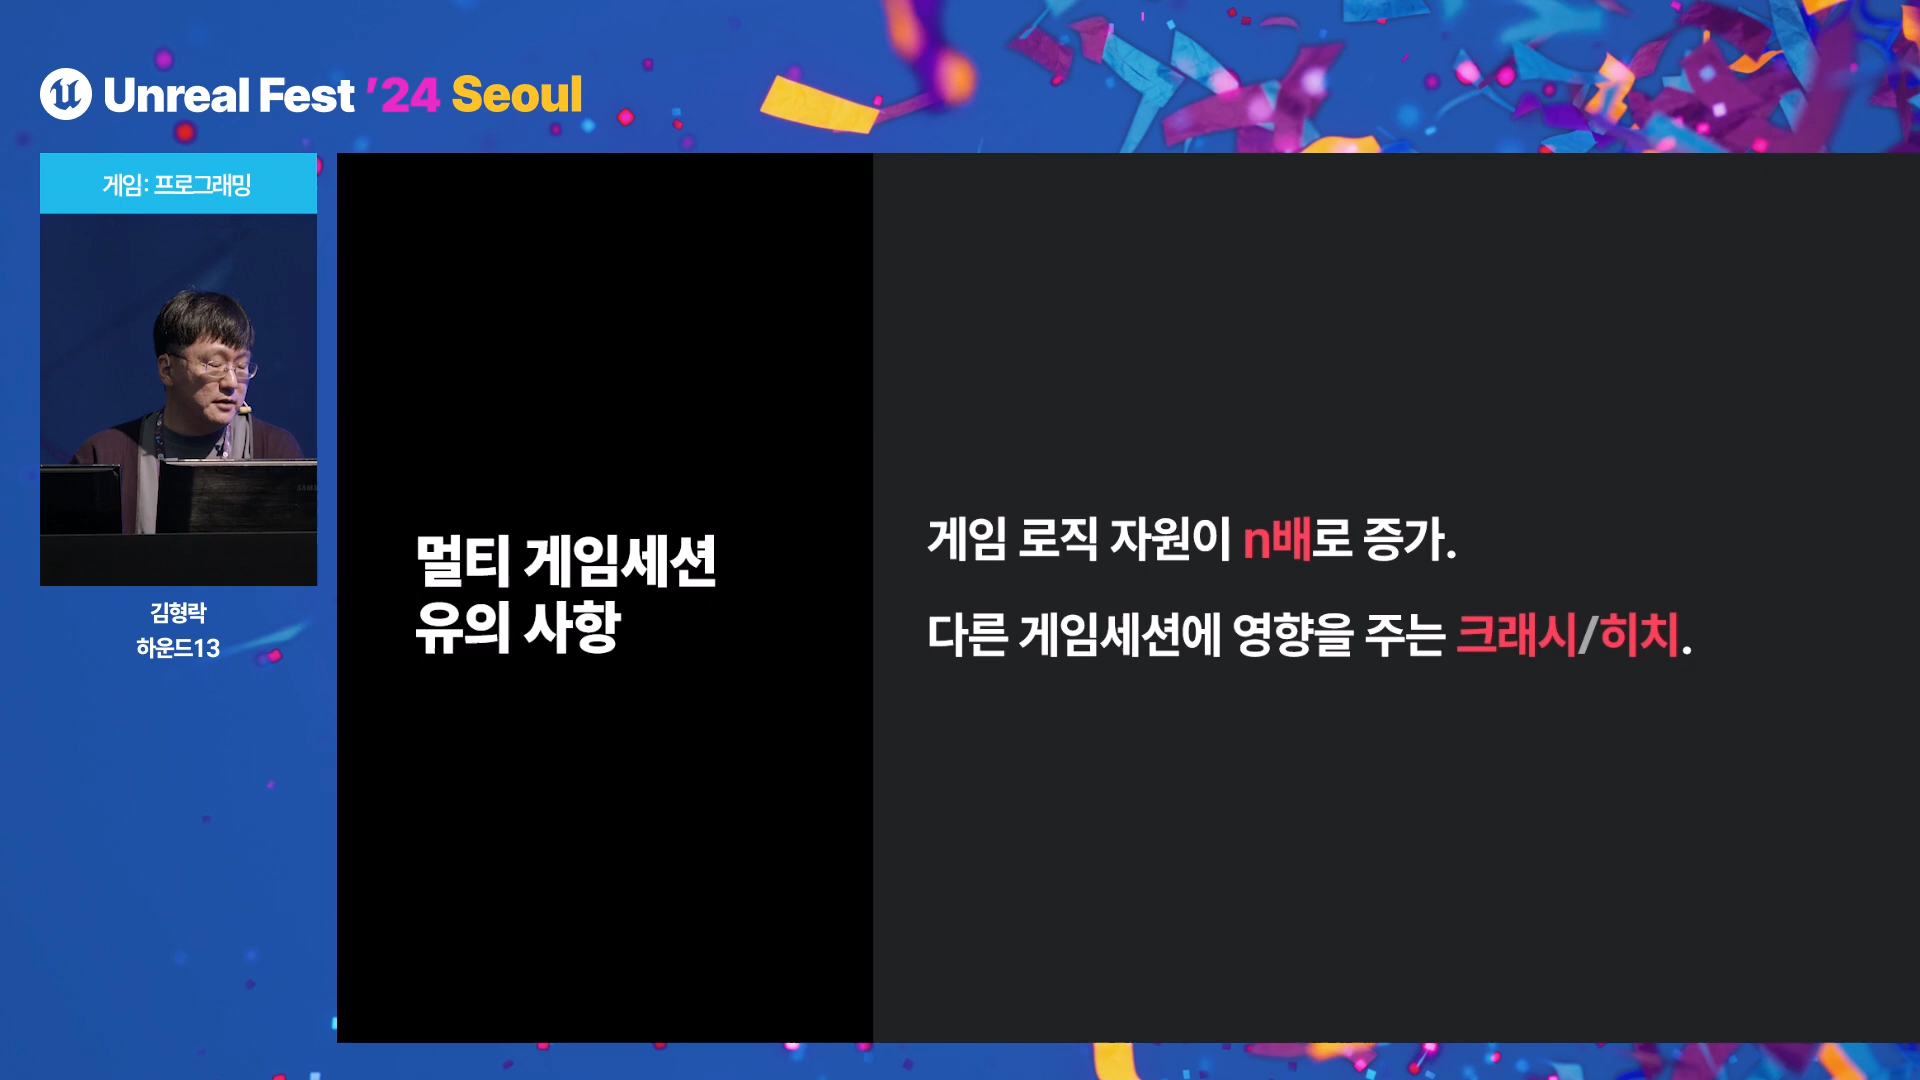 Unreal Fest ’24 Seoul
게임: 프로그래밍
김형락
하운드13
멀티 게임세션
유의 사항
게임 로직 자원이 n배로 증가.
다른 게임세션에 영향을 주는 크래시/히치.